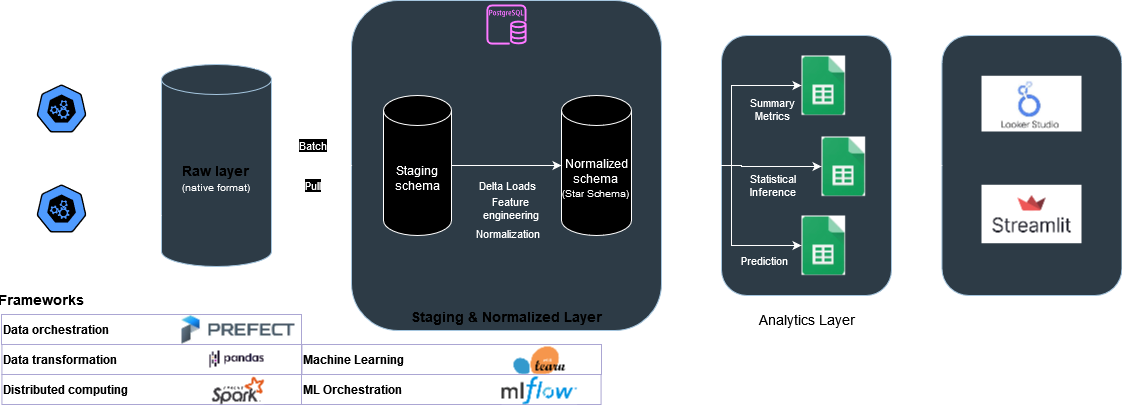 PostgreSQL
Raw layer
(native format)
Batch
Pull
Staging
schema
Delta Loads
Feature
engineering
Normalization
Normalized
schema
(Star Schema)
Staging & Normalized Layer
Summary
Metrics
Statistical
Inference
Prediction
Analytics Layer
Looker Studio
Streamlit
Frameworks
Data orchestration
PREFECT
Data transformation
pandas
Machine Learning
learn
Distributed computing
APACHE
Spark
ML Orchestration
mlflow